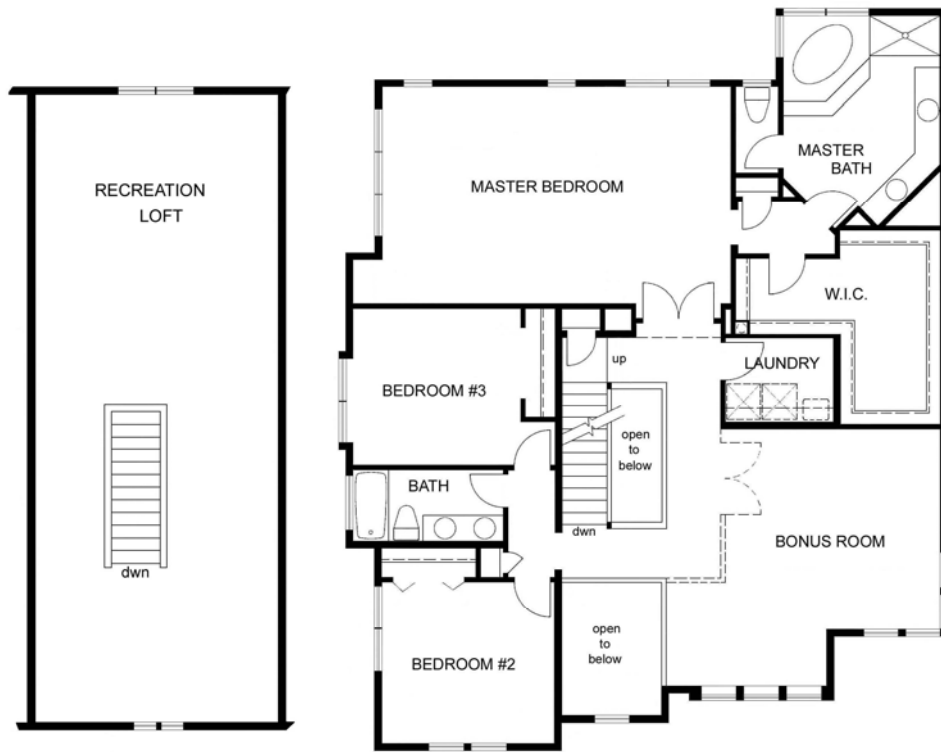 RECREATION
LOFT
dwn
MASTER BEDROOM
MASTER
BATH
W.I.C.
up
LAUNDRY
BEDROOM #3
open
to
below
BATH
dwn
BONUS ROOM
open
to
below
BEDROOM #2